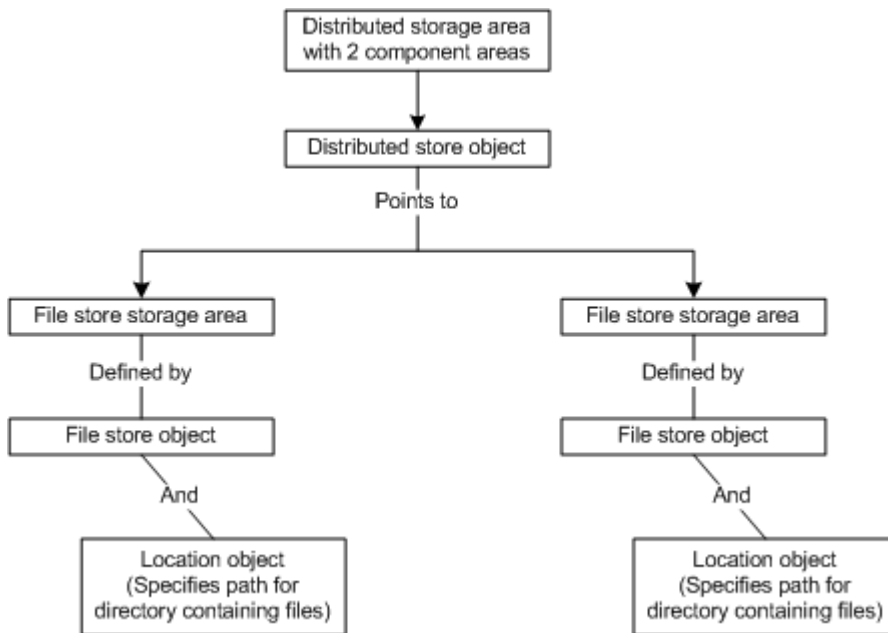 Distributed storage area
with 2 component areas
Distributed store object
Points to
File store storage area
File store storage area
Defined by
Defined by
File store object
File store object
And
And
Location object
(Specifies path for
directory containing files)
Location object
(Specifies path for
directory containing files)